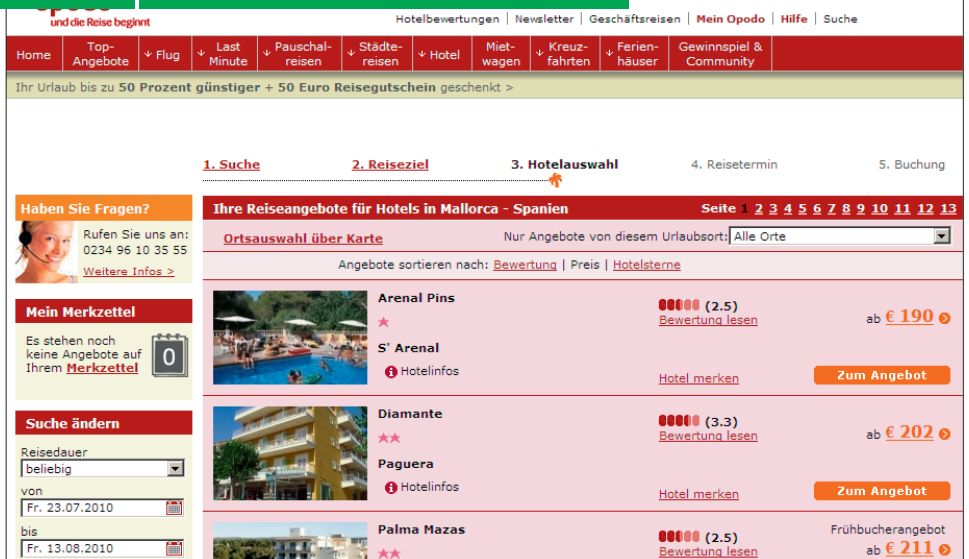 opodo
und die Reise beginnt
Hotelbewertungen | Newsletter | Geschäftsreisen | Mein Opodo | Hilfe | Suche
Home
Top-
Angebote
Flug
Last
Minute
Pauschal-
reisen
Städte-
reisen
Hotel
Miet-
wagen
Kreuz-
fahrten
Ferien-
häuser
Gewinnspiel &
Community
Ihr Urlaub bis zu 50 Prozent günstiger + 50 Euro Reisegutschein geschenkt >
1. Suche 2. Reiseziel 3. Hotelauswahl 4. Reisetermin 5. Buchung
Haben Sie Fragen?
Rufen Sie uns an:
0234 96 10 35 55
Weitere Infos >
Mein Merkzettel
Es stehen noch
keine Angebote auf
Ihrem Merkzettel
0
Suche ändern
Reisedauer
beliebig
von
Fr. 23.07.2010
bis
Fr. 13.08.2010
Ihre Reiseangebote für Hotels in Mallorca - Spanien Seite 1 2 3 4 5 6 7 8 9 10 11 12 13
Ortsauswahl über Karte Nur Angebote von diesem Urlaubsort: Alle Orte
Angebote sortieren nach: Bewertung | Preis | Hotelsterne
Arenal Pins
S' Arenal
Hotelinfos
(2.5)
Bewertung lesen
Hotel merken
ab € 190
Zum Angebot
Diamante
Paguera
Hotelinfos
(3.3)
Bewertung lesen
Hotel merken
ab € 202
Zum Angebot
Palma Mazas
(2.5)
Bewertung lesen
Frühbucherangebot
ab € 211